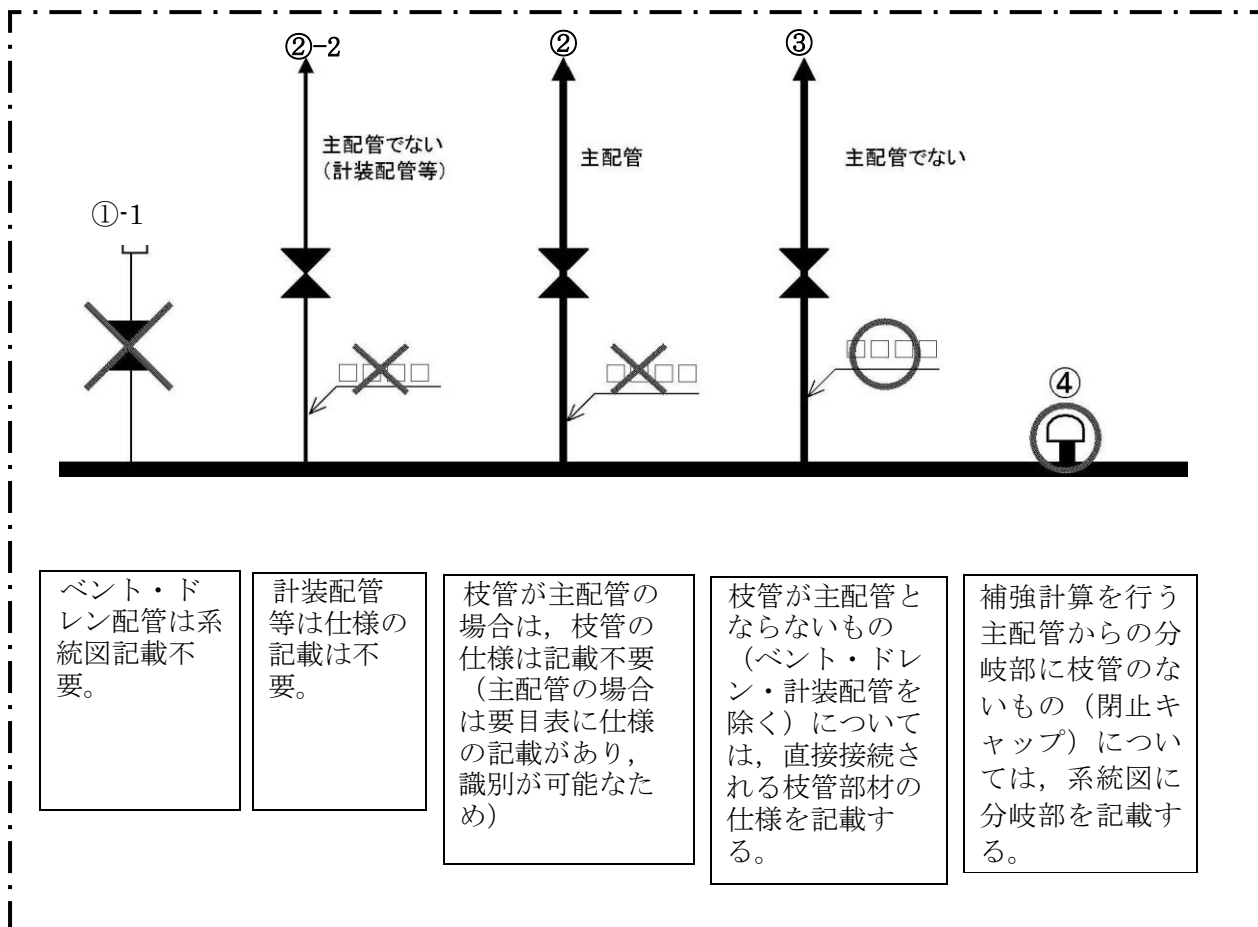 ②-2
②
③
主配管でない
（計装配管等）
主配管
主配管でない
①-1
□□□□
□□□□
□□□□
④
ベント・ド
レン配管は系
統図記載不
要。
計装配管
等は仕様の
記載は不
要。
枝管が主配管の
場合は，枝管の
仕様は記載不要
（主配管の場合
は要目表に仕様
の記載があり，
識別が可能なた
め）
枝管が主配管と
ならないもの
（ベント・ドレ
ン・計装配管を
除く）について
は，直接接続さ
れる枝管部材の
仕様を記載す
る。
補強計算を行う
主配管からの分
岐部に枝管のな
いもの（閉止キ
ャップ）につい
ては，系統図に
分岐部を記載す
る。